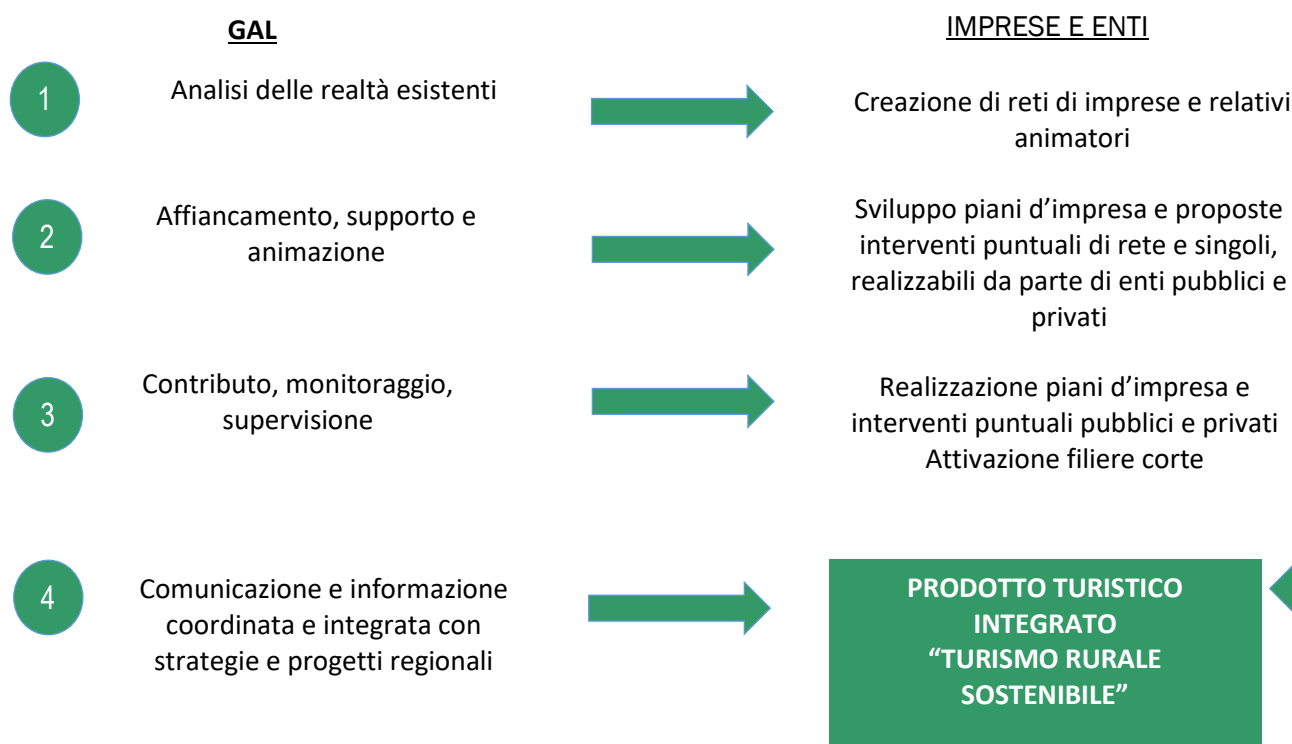 GAL
IMPRESE E ENTI
1
Analisi delle realtà esistenti
Creazione di reti di imprese e relativi
animatori
2
Affiancamento, supporto e
animazione
Sviluppo piani d’impresa e proposte
interventi puntuali di rete e singoli,
realizzabili da parte di enti pubblici e
privati
3
Contributo, monitoraggio,
supervisione
Realizzazione piani d’impresa e
interventi puntuali pubblici e privati
Attivazione filiere corte
4
Comunicazione e informazione
coordinata e integrata con
strategie e progetti regionali
PRODOTTO TURISTICO
INTEGRATO
“TURISMO RURALE
SOSTENIBILE”